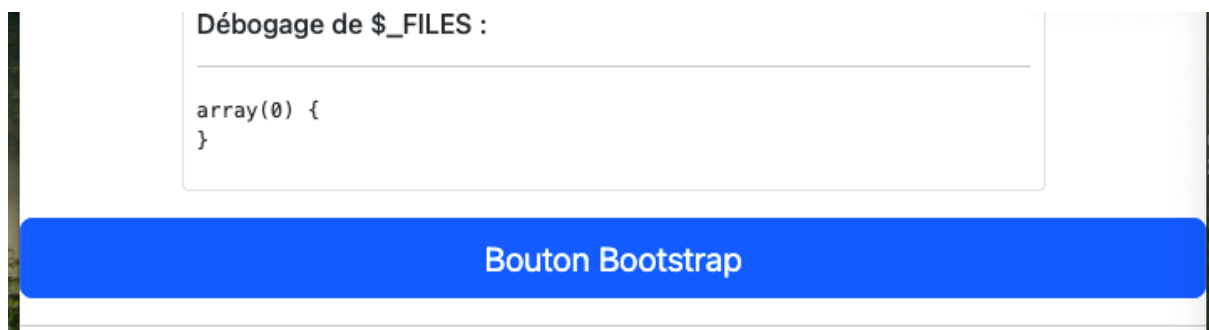 Débogage de $_FILES :
array(0) {
}
Bouton Bootstrap